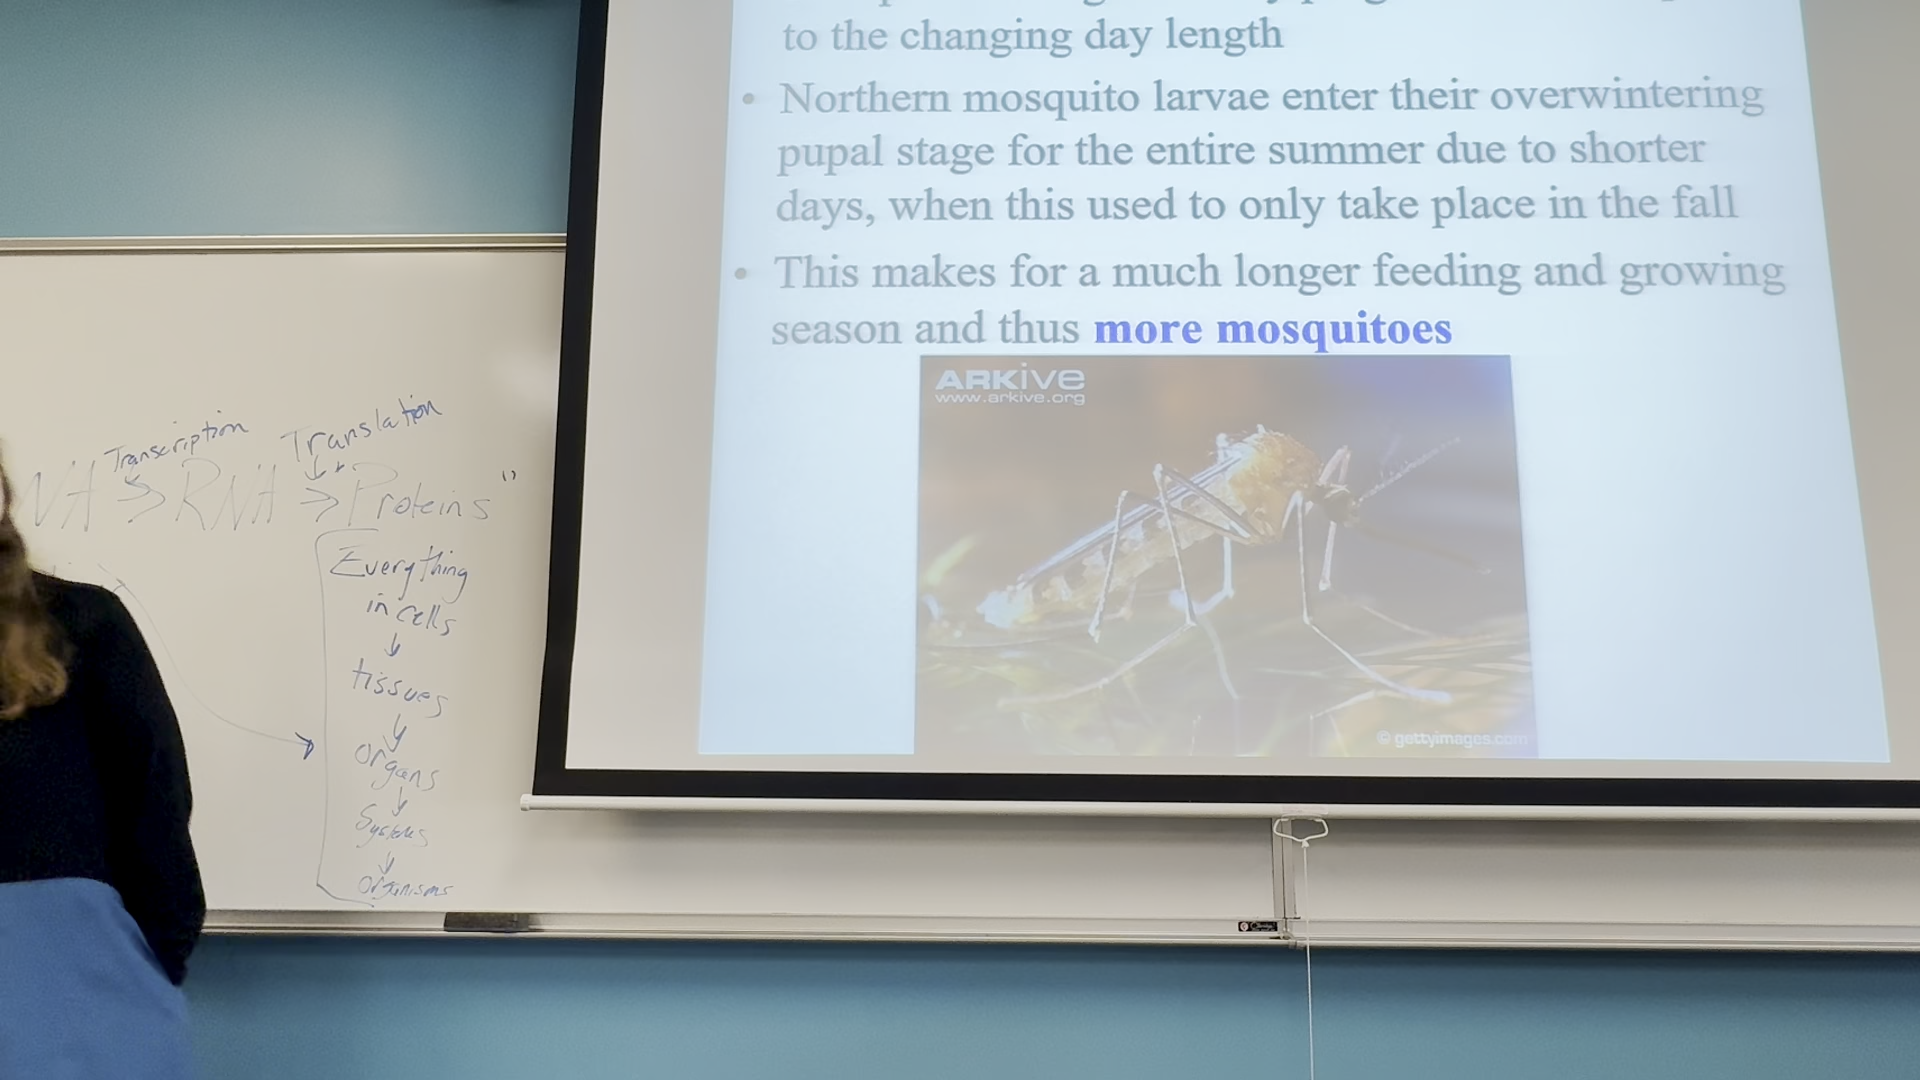 to the changing day length
• Northern mosquito larvae enter their overwintering
pupal stage for the entire summer due to shorter
days, when this used to only take place in the fall
• This makes for a much longer feeding and growing
season and thus more mosquitoes
ARKive
www.arkive.org
© gettyimages.com
Transcription Translation
NA > RNA > Proteins"
Everything
in cells
↓
tissues
↓
organs
↓
Systems
↓
organisms